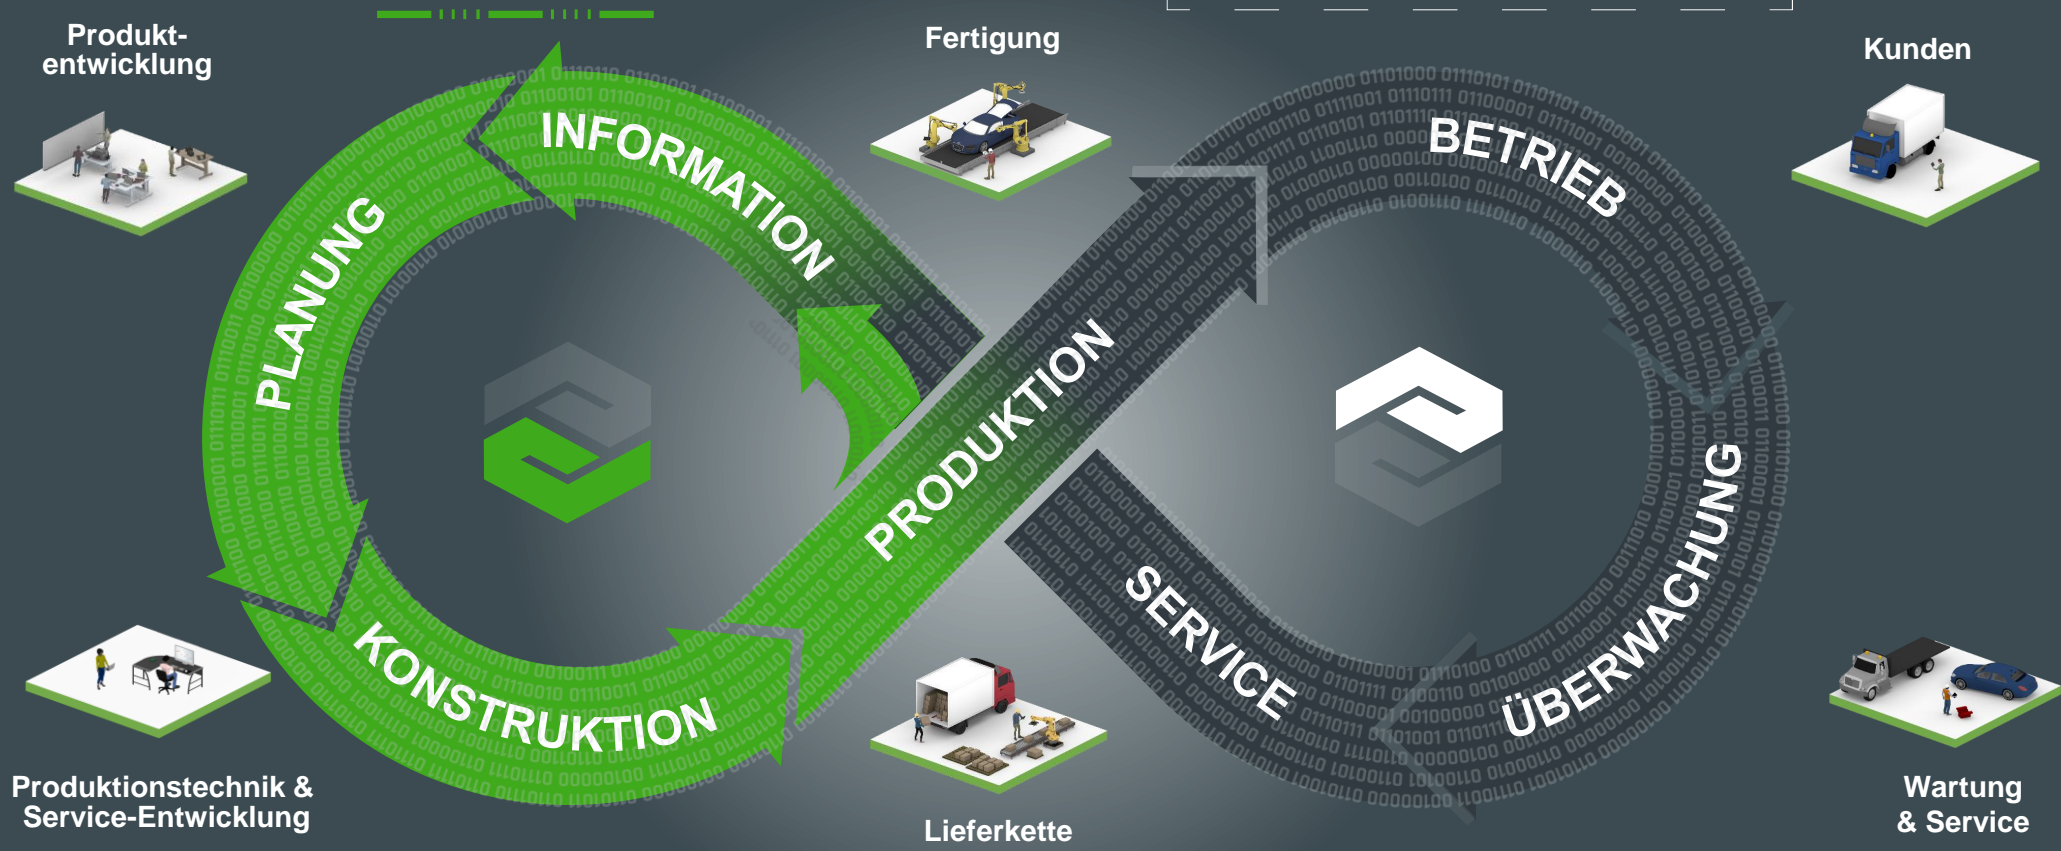 Produkt-
entwicklung
Fertigung
Kunden
INFORMATION
BETRIEB
PLANUNG
PRODUKTION
ÜBERWACHUNG
SERVICE
KONSTRUKTION
Produktionstechnik &
Service-Entwicklung
Lieferkette
Wartung
& Service